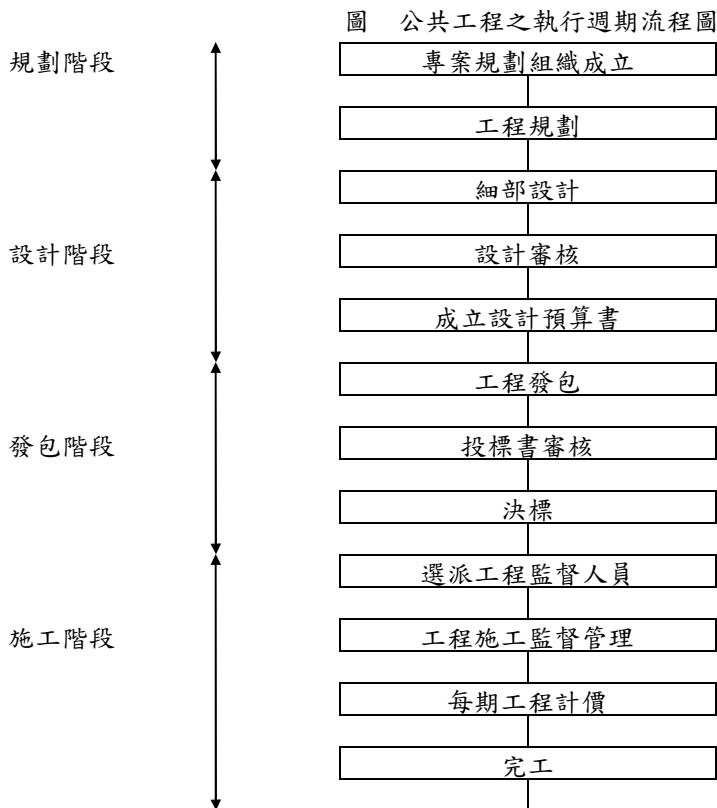 圖　公共工程之執行週期流程圖
規劃階段
專案規劃組織成立
工程規劃
細部設計
設計階段
設計審核
成立設計預算書
工程發包
發包階段
投標書審核
決標
選派工程監督人員
施工階段
工程施工監督管理
每期工程計價
完工